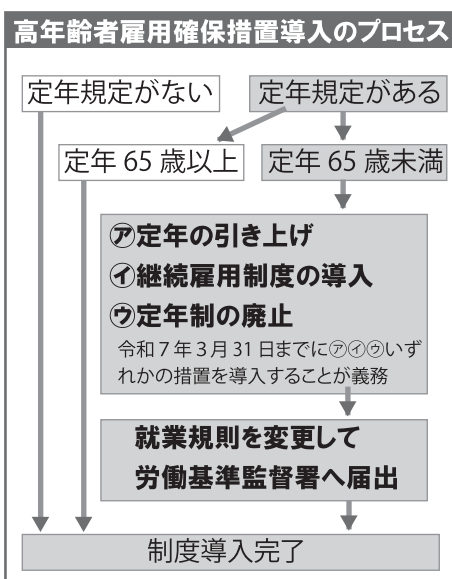 高年齢者雇用確保措置導入のプロセス
定年規定がない
定年規定がある
定年 65 歳以上
定年 65 歳未満
㋐定年の引き上げ
㋑継続雇用制度の導入
㋒定年制の廃止
令和７年３月 31 日までに㋐㋑㋒いず
れかの措置を導入することが義務
就業規則を変更して
労働基準監督署へ届出
制度導入完了